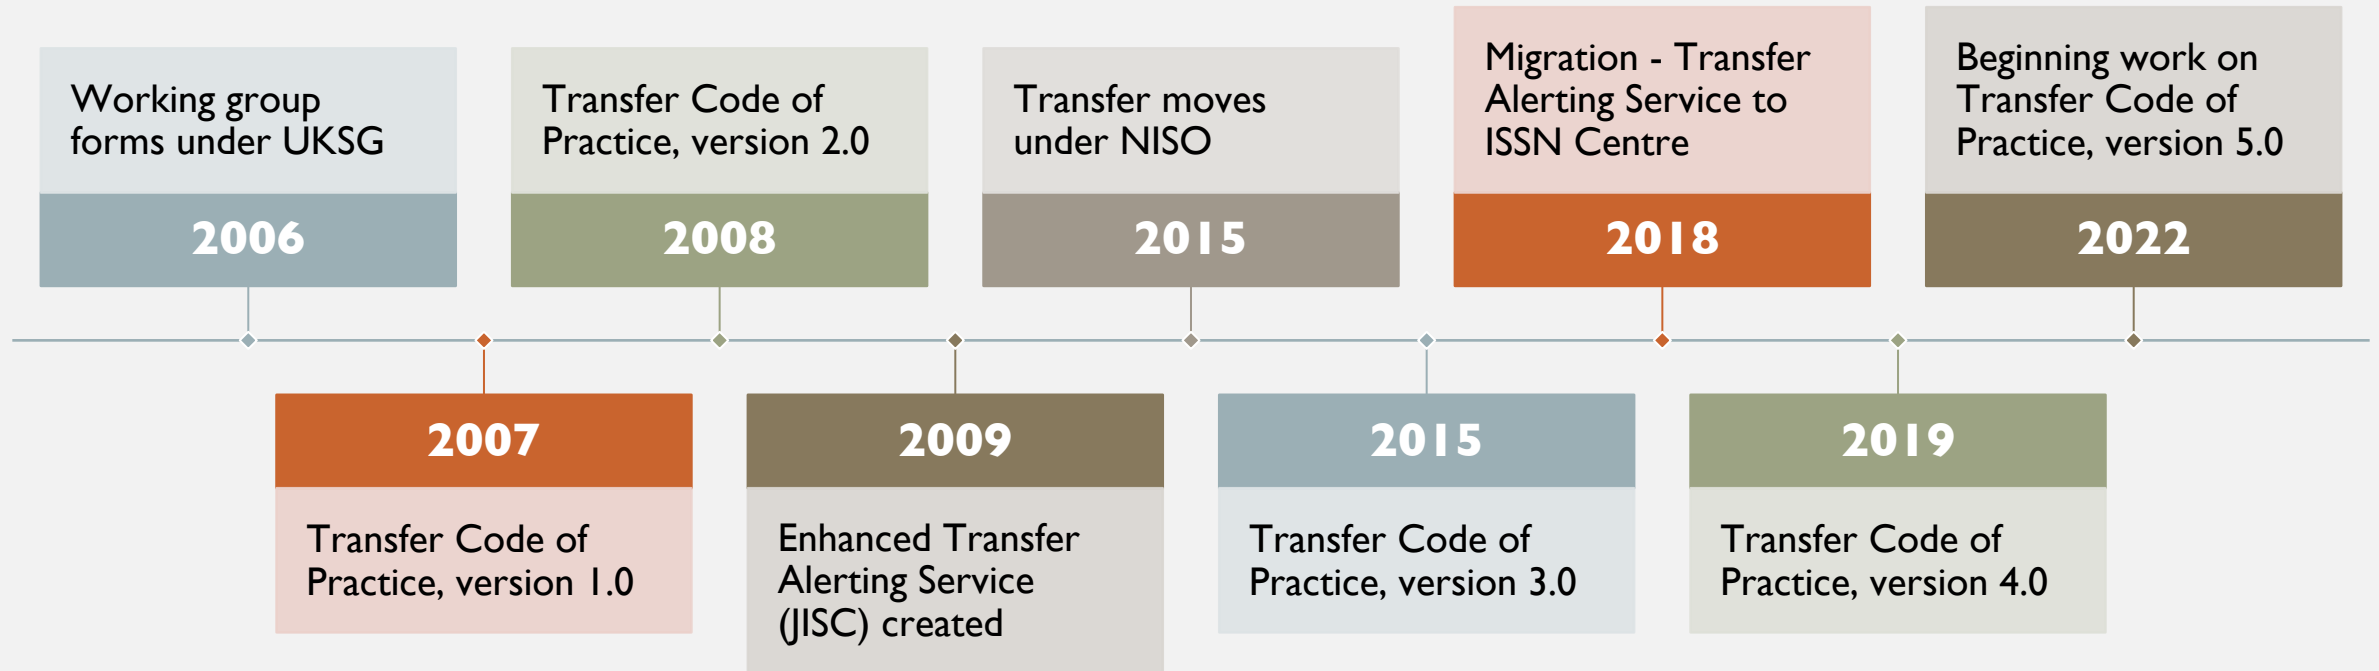 Working group
forms under UKSG
2006
2007
Transfer Code of
Practice, version 1.0
Transfer Code of
Practice, version 2.0
2008
2009
Enhanced Transfer
Alerting Service
(JISC) created
Transfer moves
under NISO
2015
2015
Transfer Code of
Practice, version 3.0
Migration - Transfer
Alerting Service to
ISSN Centre
2018
2019
Transfer Code of
Practice, version 4.0
Beginning work on
Transfer Code of
Practice, version 5.0
2022